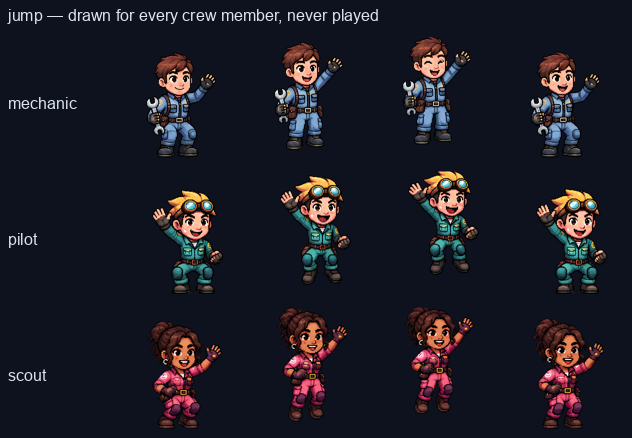 jump — drawn for every crew member, never played
mechanic
pilot
scout